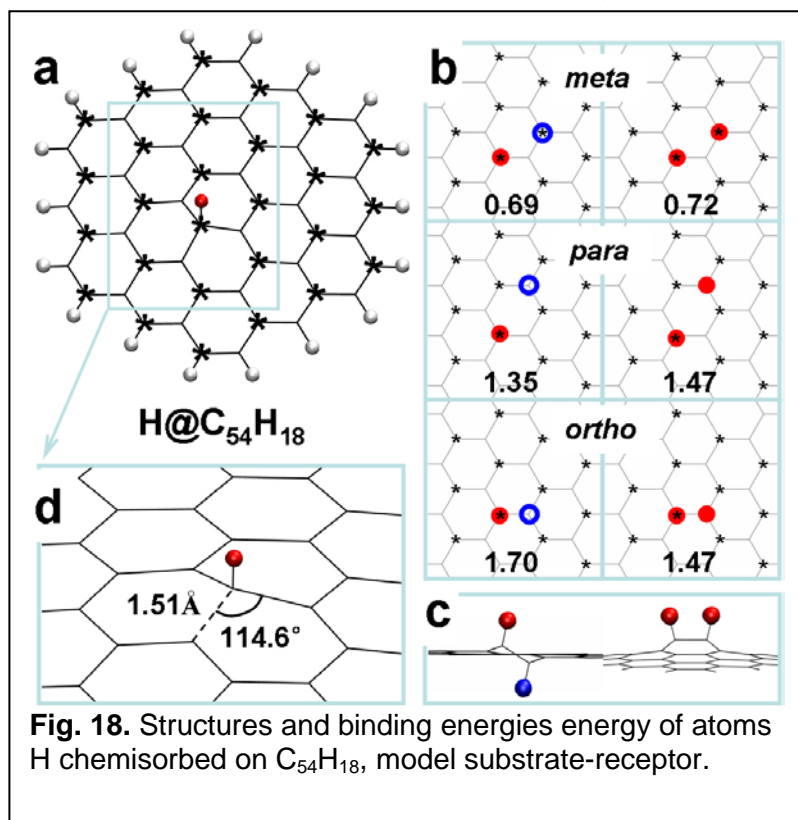 a
H@C₅₄H₁₈
b
meta
0.69 0.72
para
1.35 1.47
ortho
1.70 1.47
c
d
1.51Å
114.6°
Fig. 18. Structures and binding energies energy of atoms
H chemisorbed on C₅₄H₁₈, model substrate-receptor.